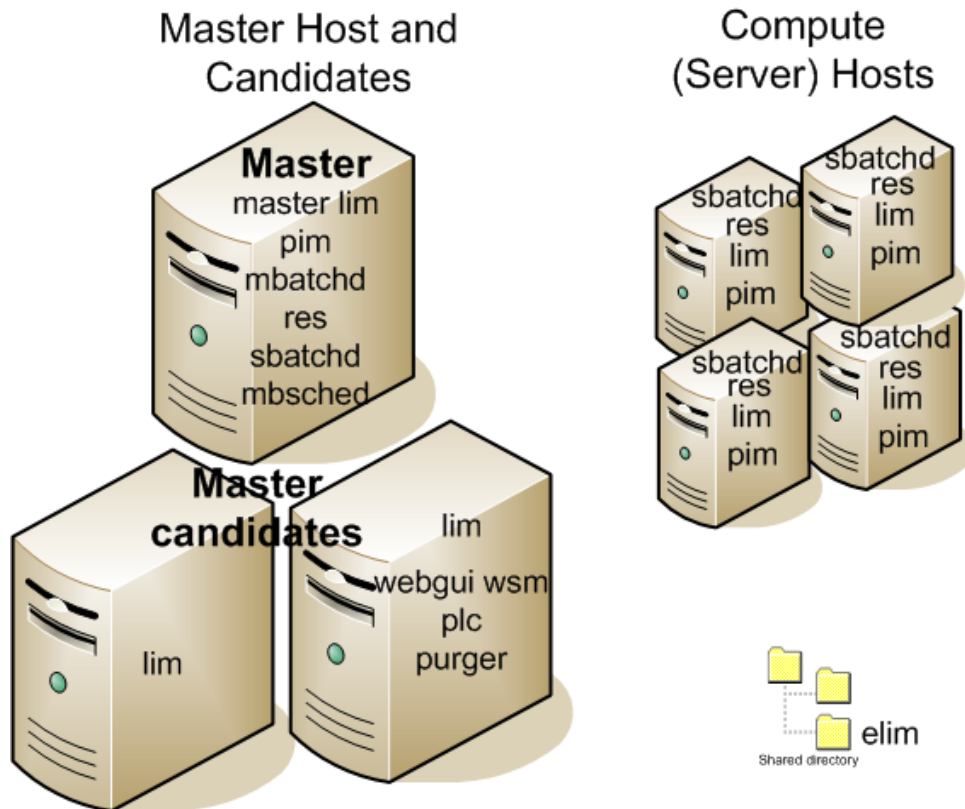 Master Host and
Candidates
Master
master lim
pim
mbatchd
res
sbatchd
mbsched
Master
candidates
lim
lim
webgui wsm
plc
purger
Compute
(Server) Hosts
sbatchd
res
lim
pim
sbatchd
res
lim
pim
sbatchd
res
lim
pim
sbatchd
res
lim
pim
elim
Shared directory